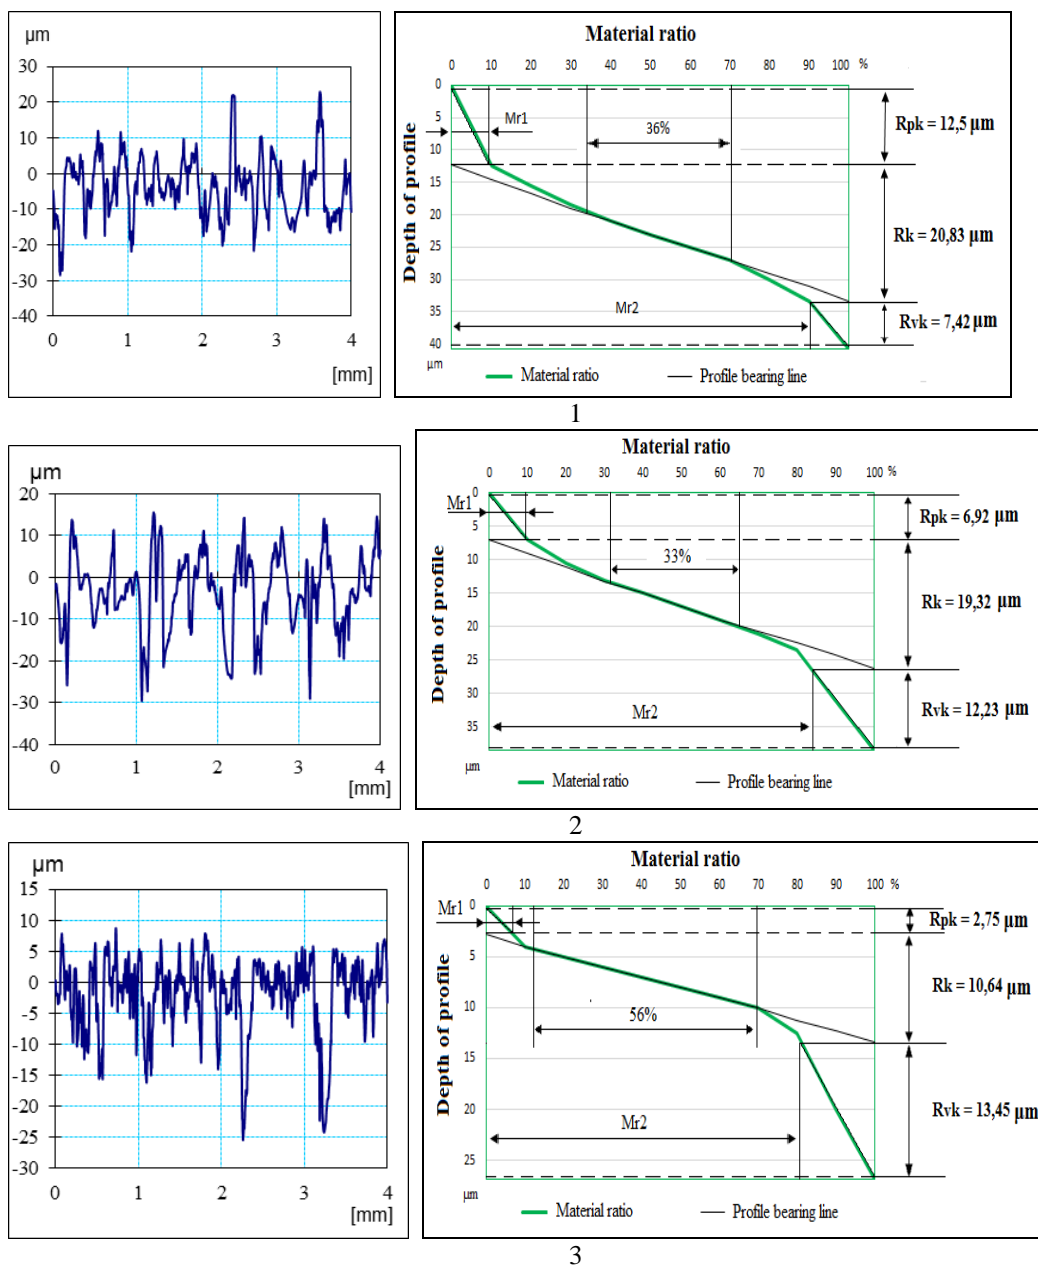 µm
30
20
10
0
-10
-20
-30
-40
0 1 2 3 4
[mm]
Material ratio
0 10 20 30 40 50 60 70 80 90 100 %
Depth of profile
0
5
10
15
20
25
30
35
40
µm
Mr1
36%
Mr2
Rpk = 12,5 µm
Rk = 20,83 µm
Rvk = 7,42 µm
Material ratio
Profile bearing line
1
µm
20
10
0
-10
-20
-30
-40
0 1 2 3 4
[mm]
Material ratio
0 10 20 30 40 50 60 70 80 90 100 %
Depth of profile
0
5
10
15
20
25
30
35
µm
Mr1
33%
Mr2
Rpk = 6,92 µm
Rk = 19,32 µm
Rvk = 12,23 µm
Material ratio
Profile bearing line
2
µm
15
10
5
0
-5
-10
-15
-20
-25
-30
0 1 2 3 4
[mm]
Material ratio
0 10 20 30 40 50 60 70 80 90 100 %
Depth of profile
0
5
10
15
20
25
µm
Mr1
56%
Mr2
Rpk = 2,75 µm
Rk = 10,64 µm
Rvk = 13,45 µm
Material ratio
Profile bearing line
3